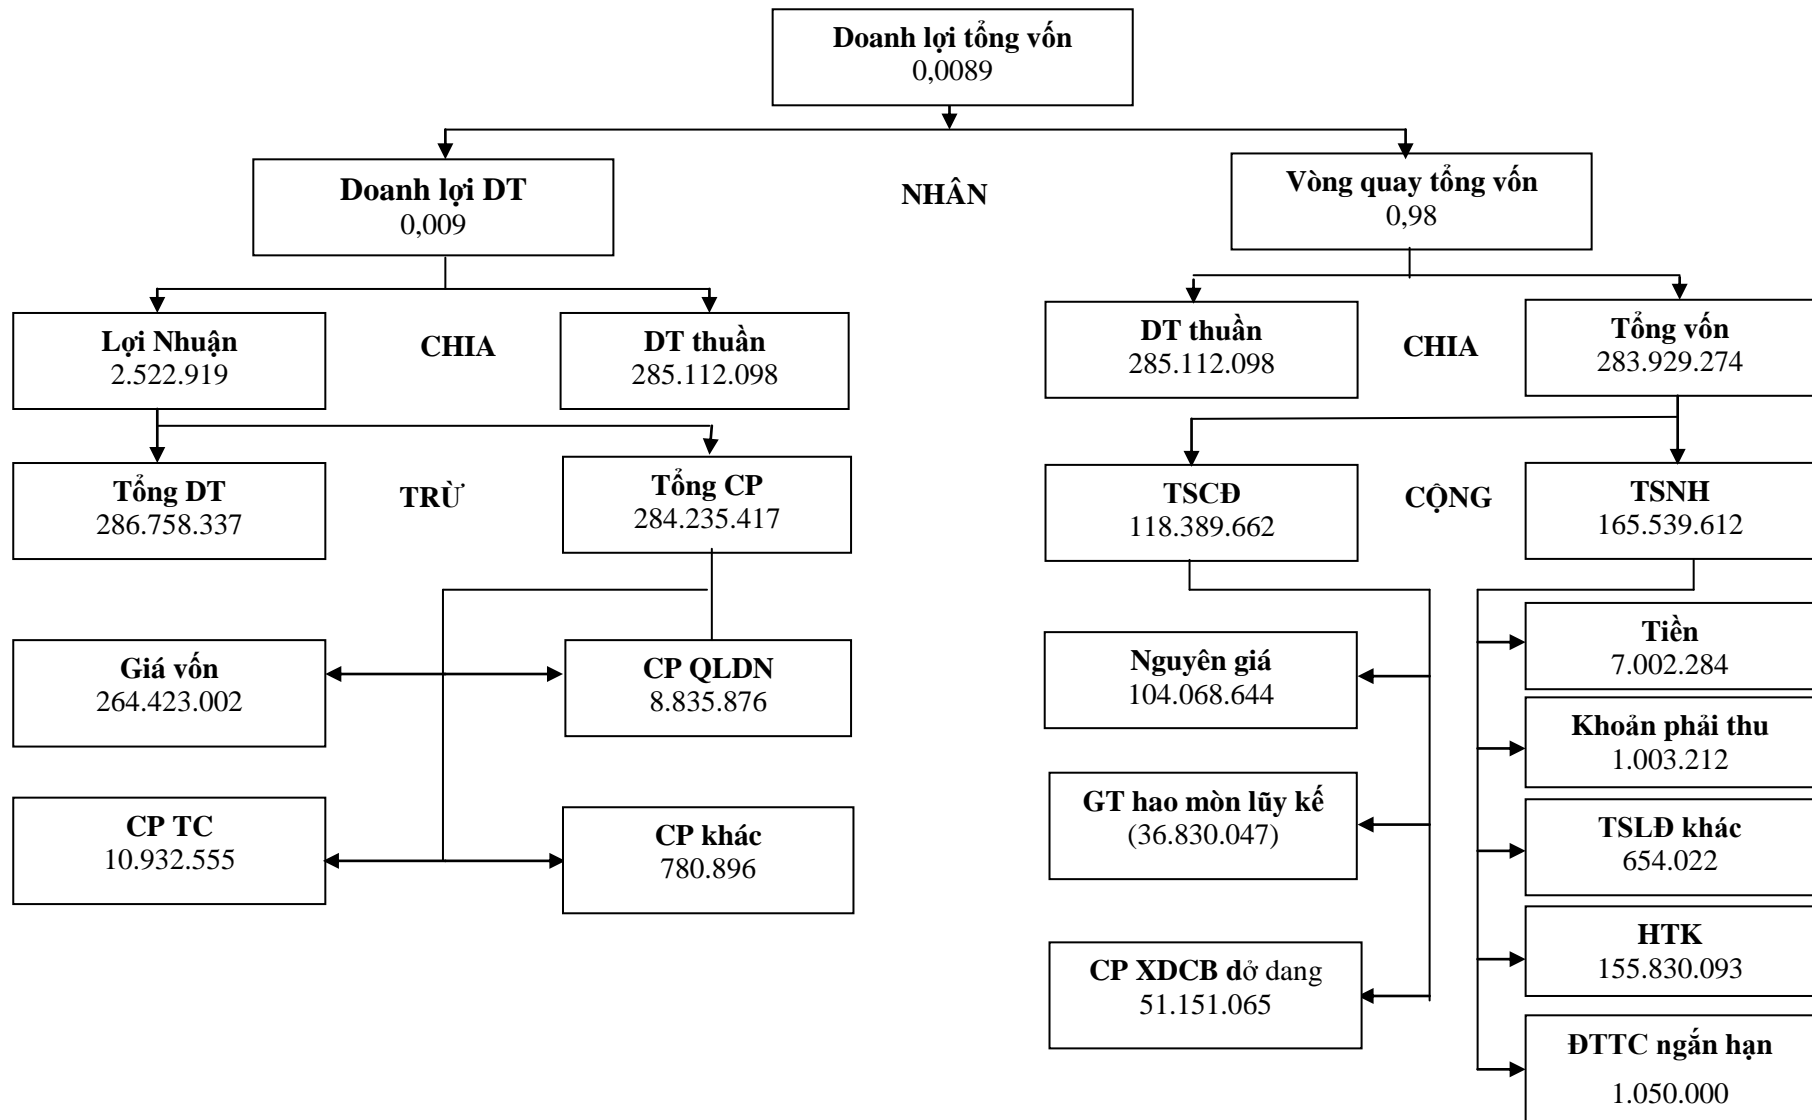 Doanh lợi tổng vốn
0,0089
Doanh lợi DT
0,009
NHÂN
Vòng quay tổng vốn
0,98
Lợi Nhuận
2.522.919
CHIA
DT thuần
285.112.098
DT thuần
285.112.098
CHIA
Tổng vốn
283.929.274
Tổng DT
286.758.337
TRỪ
Tổng CP
284.235.417
TSCĐ
118.389.662
CỘNG
TSNH
165.539.612
Giá vốn
264.423.002
CP QLDN
8.835.876
Nguyên giá
104.068.644
Tiền
7.002.284
Khoản phải thu
1.003.212
CP TC
10.932.555
CP khác
780.896
GT hao mòn lũy kế
(36.830.047)
TSLĐ khác
654.022
CP XDCB dở dang
51.151.065
HTK
155.830.093
ĐTTC ngắn hạn
1.050.000